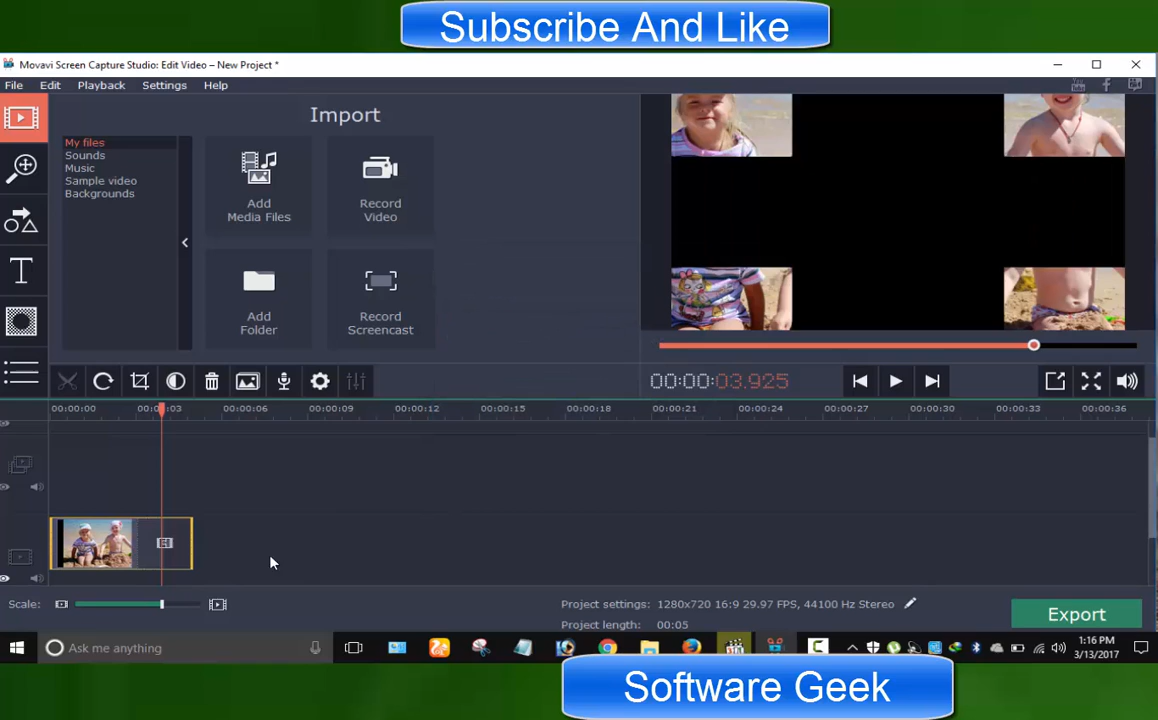 Subscribe And Like
Movavi Screen Capture Studio: Edit Video – New Project *
File Edit Playback Settings Help
Import
My files
Sounds
Music
Sample video
Backgrounds
Add
Media Files
Record
Video
Add
Folder
Record
Screencast
T
00:00:03.925
00:00:00 00:00:03 00:00:06 00:00:09 00:00:12 00:00:15 00:00:18 00:00:21 00:00:24 00:00:27 00:00:30 00:00:33 00:00:36
Scale:
Project settings: 1280x720 16:9 29.97 FPS, 44100 Hz Stereo
Project length: 00:05
Export
Ask me anything
1:16 PM
3/13/2017
Software Geek